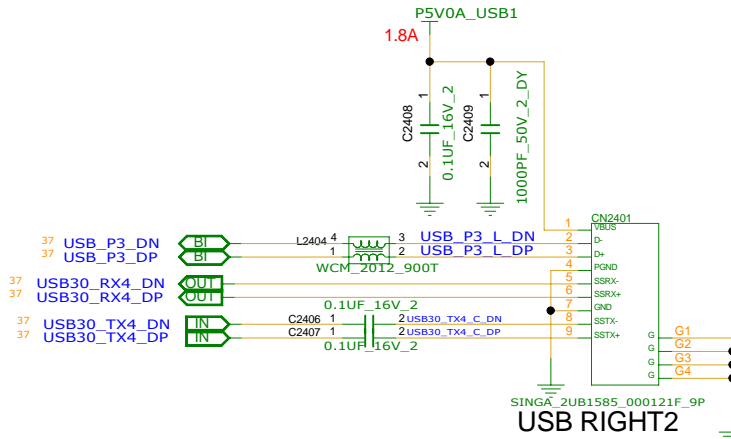 P5V0A_USB1
1.8A
1
C2408
2
0.1UF_16V_2
1
C2409
2
1000PF_50V_2_DY
CN2401
1 VBUS
37 USB_P3_DN BI L2404 4 3 USB_P3_L_DN 2 D-
37 USB_P3_DP BI 1 2 USB_P3_L_DP 3 D+
WCM_2012_900T
4 PGND
37 USB30_RX4_DN OUT 5 SSRX-
37 USB30_RX4_DP OUT 6 SSRX+
0.1UF_16V_2
7 GND
37 USB30_TX4_DN IN C2406 1 2 USB30_TX4_C_DN 8 SSTX-
37 USB30_TX4_DP IN C2407 1 2 USB30_TX4_C_DP 9 SSTX+
0.1UF_16V_2
G G1
G G2
G G3
G G4
SINGA_2UB1585_000121F_9P
USB RIGHT2